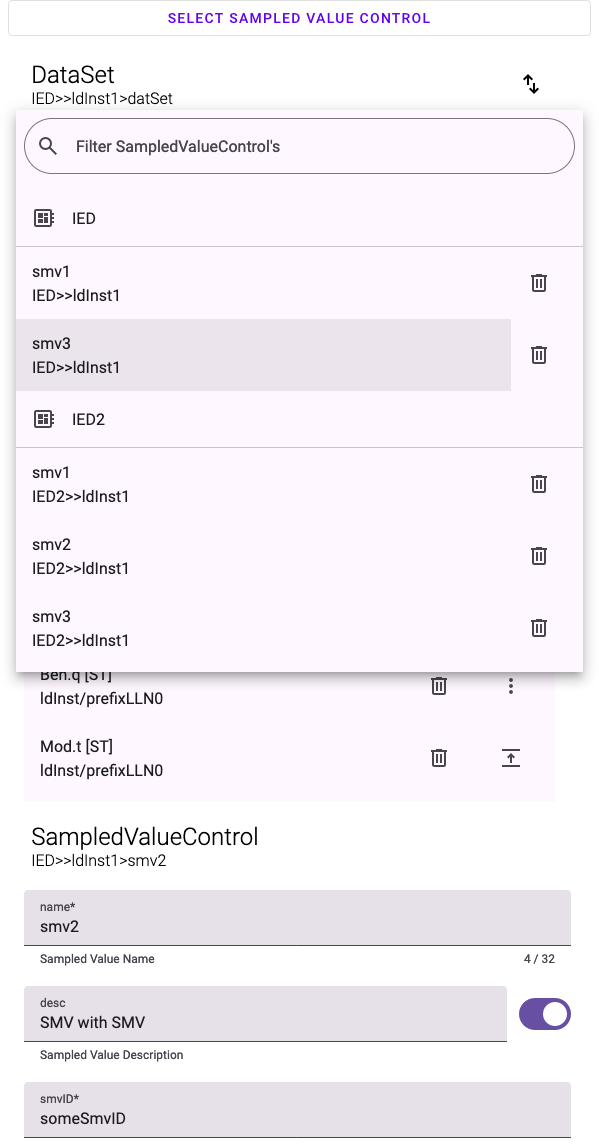 SELECT SAMPLED VALUE CONTROL
DataSet
IED>>ldInst1>datSet
Filter SampledValueControl's
IED
smv1
IED>>ldInst1
smv3
IED>>ldInst1
IED2
smv1
IED2>>ldInst1
smv2
IED2>>ldInst1
smv3
IED2>>ldInst1
ldInst/prefixLLN0
Mod.t [ST]
ldInst/prefixLLN0
SampledValueControl
IED>>ldInst1>smv2
name*
smv2
Sampled Value Name 4 / 32
desc
SMV with SMV
Sampled Value Description
smvID*
someSmvID